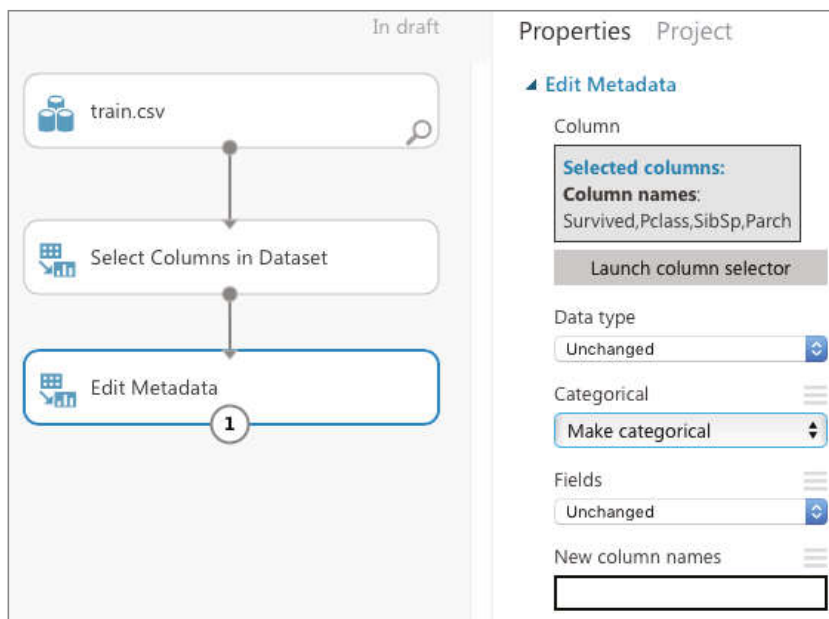 In draft
train.csv
Select Columns in Dataset
Edit Metadata
1
Properties Project
Edit Metadata
Column
Selected columns:
Column names:
Survived,Pclass,SibSp,Parch
Launch column selector
Data type
Unchanged
Categorical
Make categorical
Fields
Unchanged
New column names